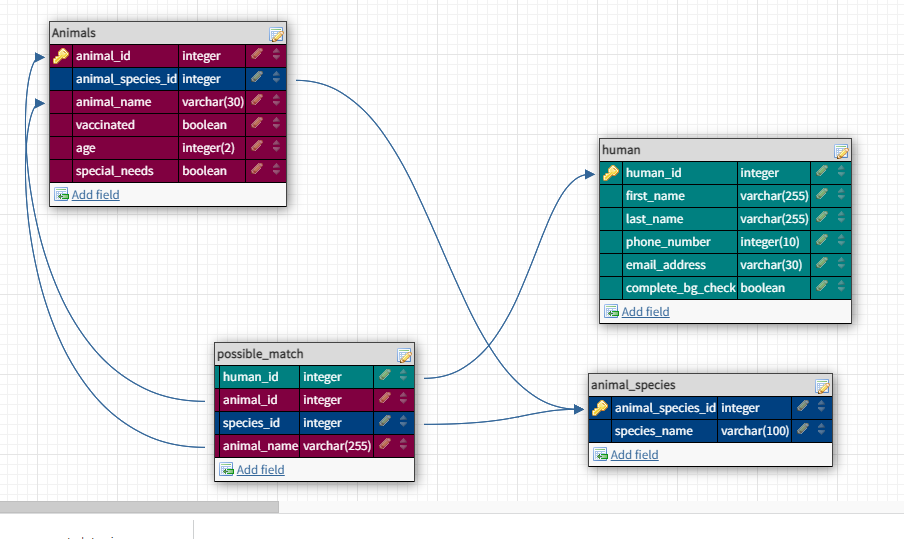 Animals
animal_id integer
animal_species_id integer
animal_name varchar(30)
vaccinated boolean
age integer(2)
special_needs boolean
Add field
human
human_id integer
first_name varchar(255)
last_name varchar(255)
phone_number integer(10)
email_address varchar(30)
complete_bg_check boolean
Add field
possible_match
human_id integer
animal_id integer
species_id integer
animal_name varchar(255)
Add field
animal_species
animal_species_id integer
species_name varchar(100)
Add field